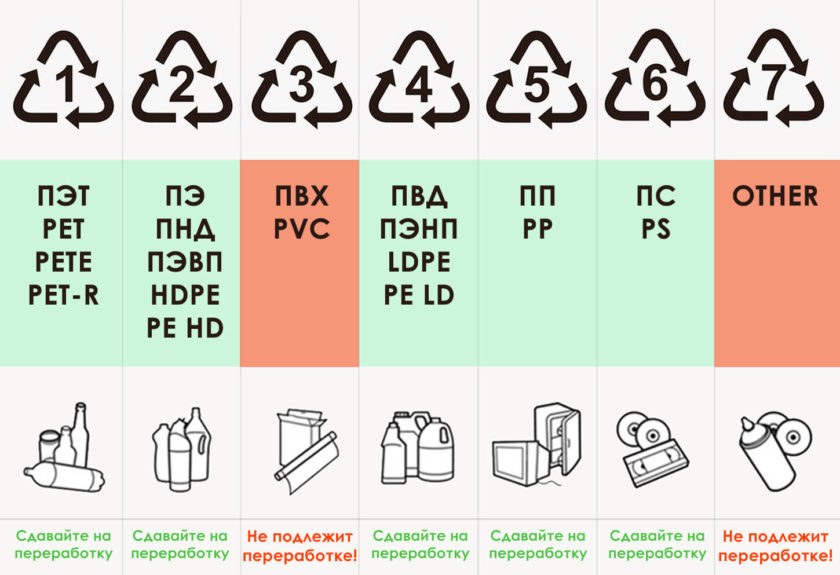 1
2
3
4
5
6
7
ПЭТ
PET
PETE
PET-R
ПЭ
ПНД
ПЭВП
HDPE
PE HD
ПВХ
PVC
ПВД
ПЭНП
LDPE
PE LD
ПП
PP
ПС
PS
OTHER
Сдавайте на
переработку
Сдавайте на
переработку
Не подлежит
переработке!
Сдавайте на
переработку
Сдавайте на
переработку
Сдавайте на
переработку
Не подлежит
переработке!